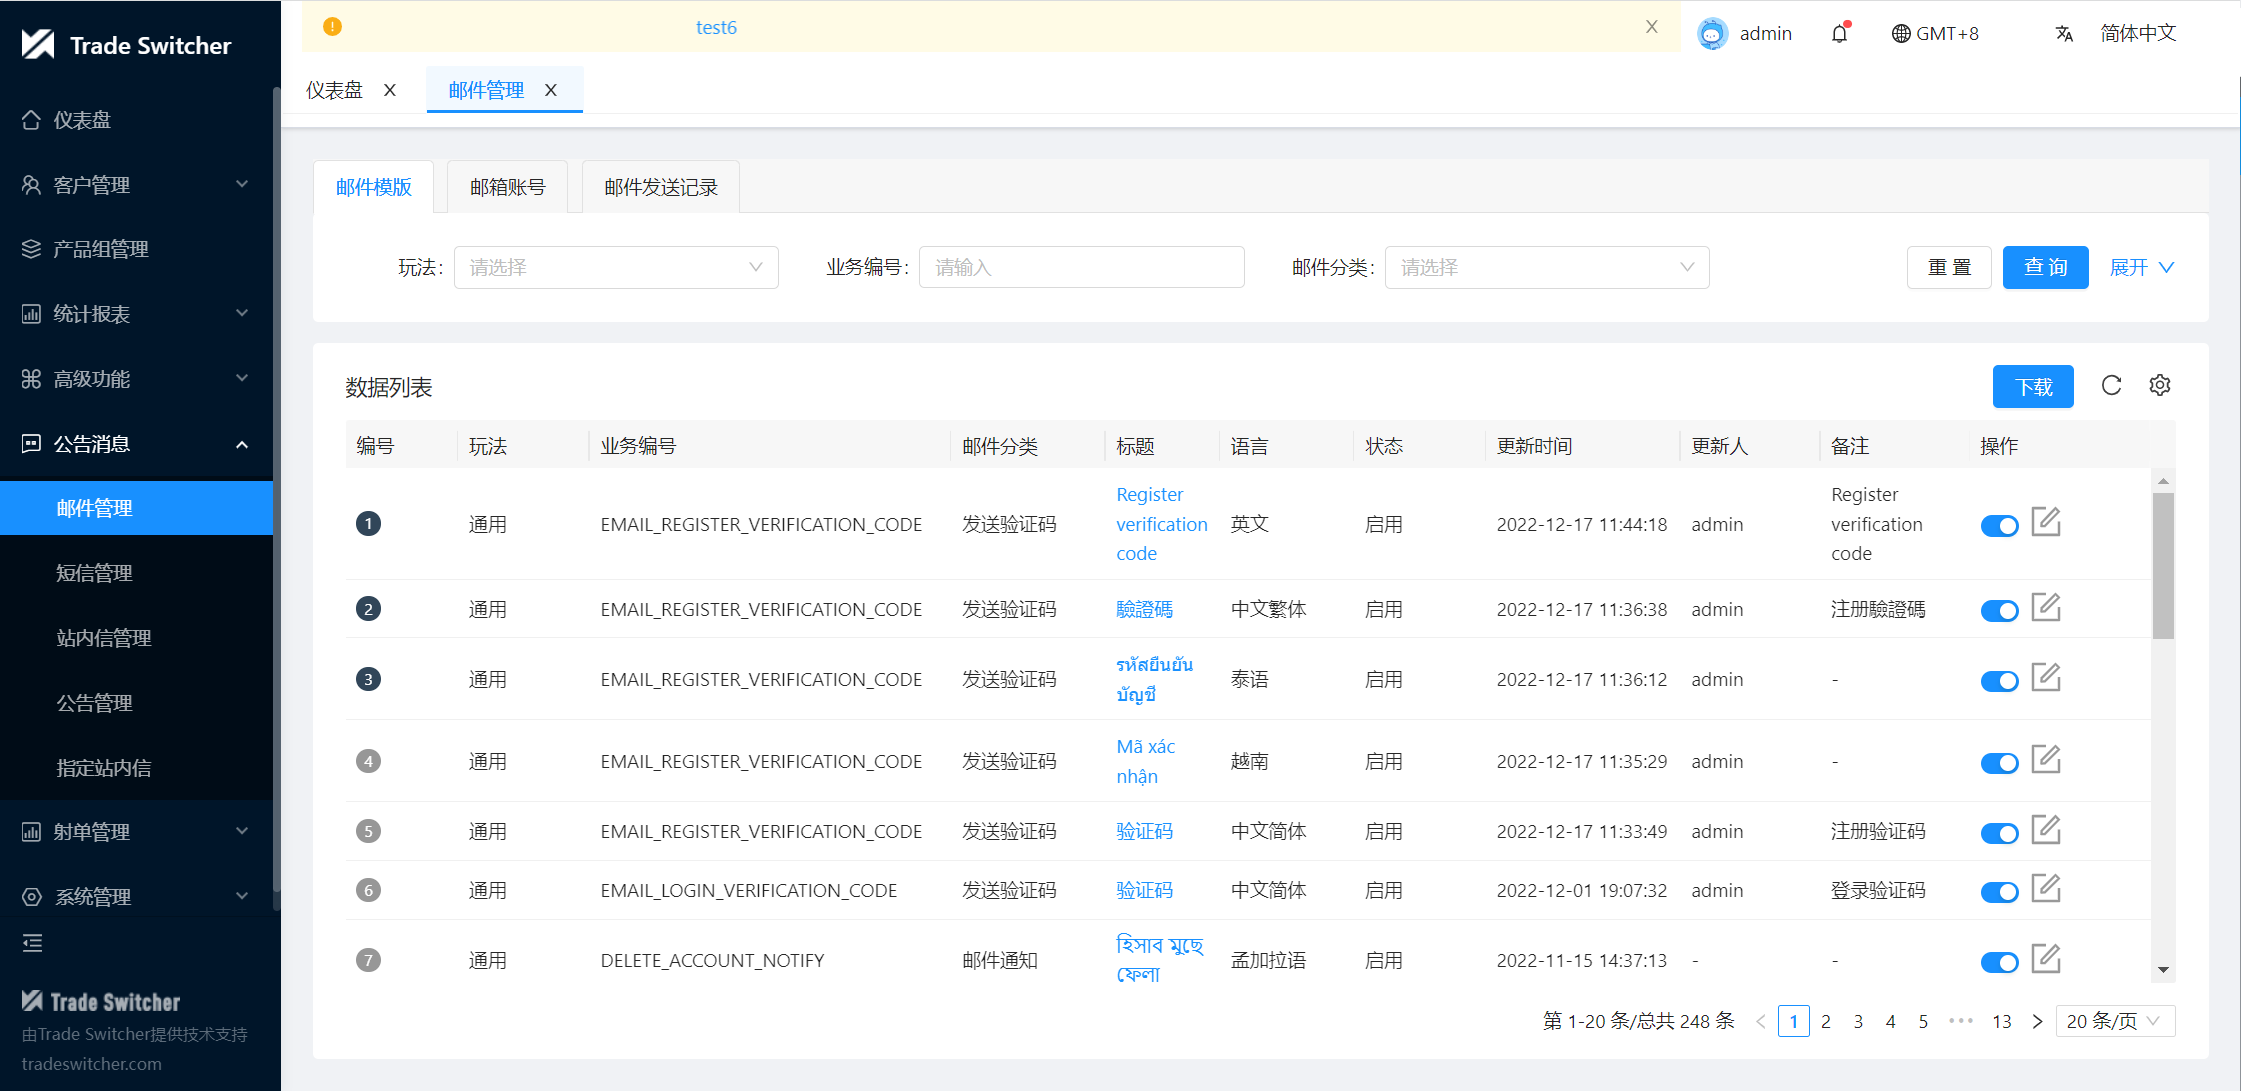 Trade Switcher
test6
X
admin
GMT+8
简体中文
仪表盘 X
邮件管理 X
仪表盘
客户管理
产品组管理
统计报表
高级功能
公告消息
邮件管理
短信管理
站内信管理
公告管理
指定站内信
射单管理
系统管理
Trade Switcher
由Trade Switcher提供技术支持
tradeswitcher.com
邮件模版 邮箱账号 邮件发送记录
玩法: 请选择 业务编号: 请输入 邮件分类: 请选择 重 置 查 询 展开
数据列表 下载
编号 玩法 业务编号 邮件分类 标题 语言 状态 更新时间 更新人 备注 操作
1 通用 EMAIL_REGISTER_VERIFICATION_CODE 发送验证码 Register verification code 英文 启用 2022-12-17 11:44:18 admin Register verification code
2 通用 EMAIL_REGISTER_VERIFICATION_CODE 发送验证码 驗證碼 中文繁体 启用 2022-12-17 11:36:38 admin 注册驗證碼
3 通用 EMAIL_REGISTER_VERIFICATION_CODE 发送验证码 รหัสยืนยันบัญชี 泰语 启用 2022-12-17 11:36:12 admin -
4 通用 EMAIL_REGISTER_VERIFICATION_CODE 发送验证码 Mã xác nhận 越南 启用 2022-12-17 11:35:29 admin -
5 通用 EMAIL_REGISTER_VERIFICATION_CODE 发送验证码 验证码 中文简体 启用 2022-12-17 11:33:49 admin 注册验证码
6 通用 EMAIL_LOGIN_VERIFICATION_CODE 发送验证码 验证码 中文简体 启用 2022-12-01 19:07:32 admin 登录验证码
7 通用 DELETE_ACCOUNT_NOTIFY 邮件通知 হিসাব মুছে ফেলা 孟加拉语 启用 2022-11-15 14:37:13 - -
第 1-20 条/总共 248 条 < 1 2 3 4 5 ••• 13 > 20 条/页